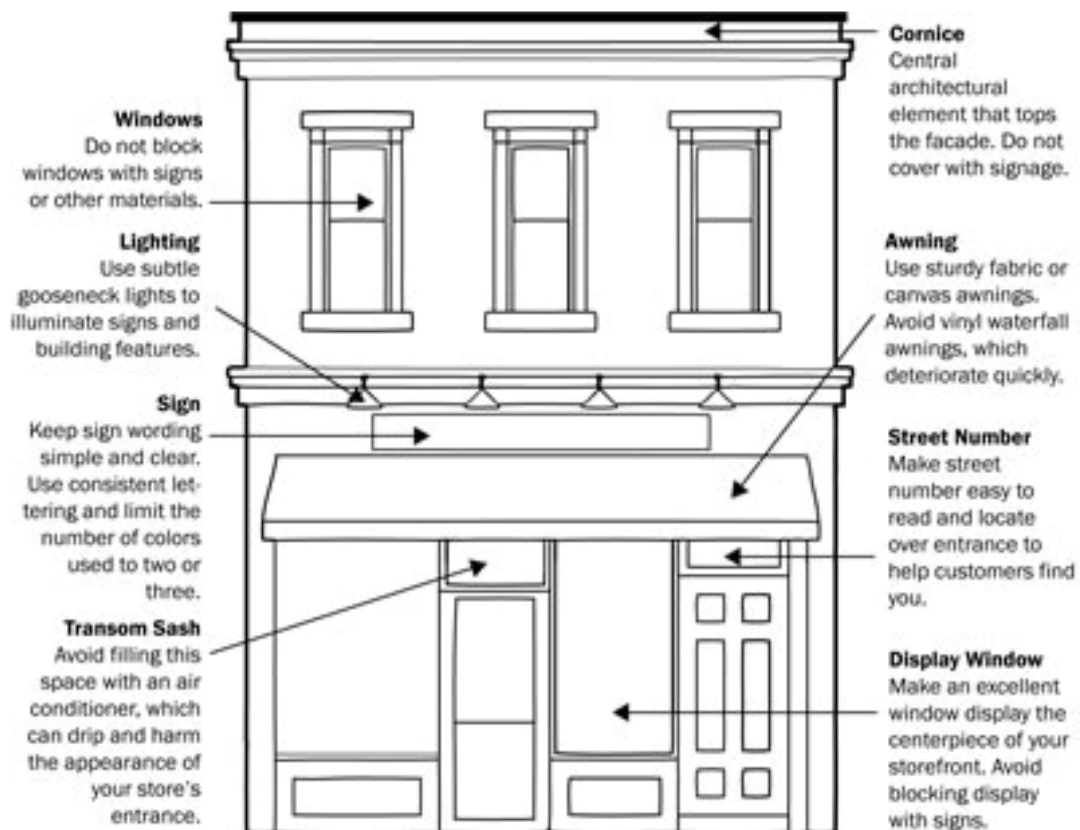 Windows
Do not block
windows with signs
or other materials.
Lighting
Use subtle
gooseneck lights to
illuminate signs and
building features.
Sign
Keep sign wording
simple and clear.
Use consistent let-
tering and limit the
number of colors
used to two or
three.
Transom Sash
Avoid filling this
space with an air
conditioner, which
can drip and harm
the appearance of
your store's
entrance.
Cornice
Central
architectural
element that tops
the facade. Do not
cover with signage.
Awning
Use sturdy fabric or
canvas awnings.
Avoid vinyl waterfall
awnings, which
deteriorate quickly.
Street Number
Make street
number easy to
read and locate
over entrance to
help customers find
you.
Display Window
Make an excellent
window display the
centerpiece of your
storefront. Avoid
blocking display
with signs.